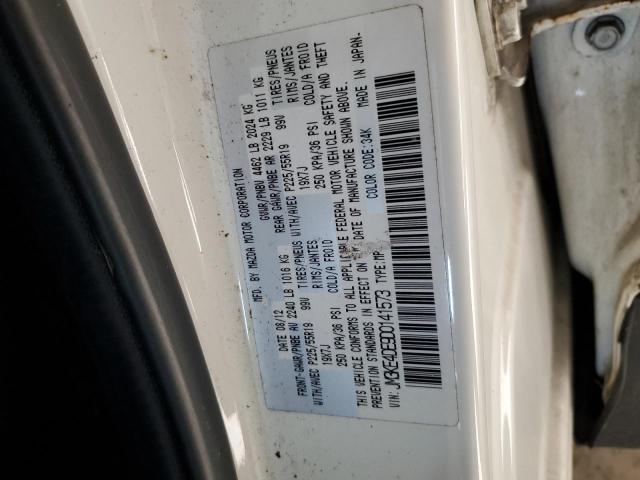 MFD. BY MAZDA MOTOR CORPORATION
DATE 08/12 GVWR/PNBV 4462 LB 2024 KG
FRONT-GAWR/PNBE AV 2240 LB 1016 KG REAR GAWR/PNBE AR 2229 LB 1011 KG
WITH/AVEC P225/55R19 99V TIRES/PNEUS WITH/AVEC P225/55R19 99V TIRES/PNEUS
19X7J RIMS/JANTES 19X7J RIMS/JANTES
250 KPA/36 PSI COLD/A FROID 250 KPA/36 PSI COLD/A FROID
THIS VEHICLE CONFORMS TO ALL APPLICABLE FEDERAL MOTOR VEHICLE SAFETY AND THEFT
PREVENTION STANDARDS IN EFFECT ON DATE OF MANUFACTURE SHOWN ABOVE.
VIN: JM3KE4DE9D0141573 TYPE:MP COLOR CODE:34K MADE IN JAPAN.